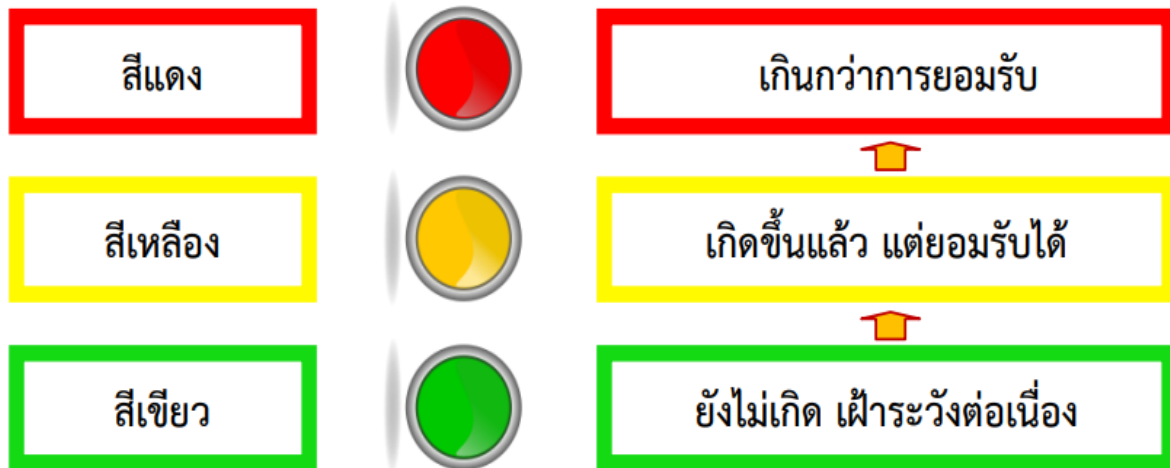 สีแดง
เกินกว่าการยอมรับ
สีเหลือง
เกิดขึ้นแล้ว แต่ยอมรับได้
สีเขียว
ยังไม่เกิด เฝ้าระวังต่อเนื่อง